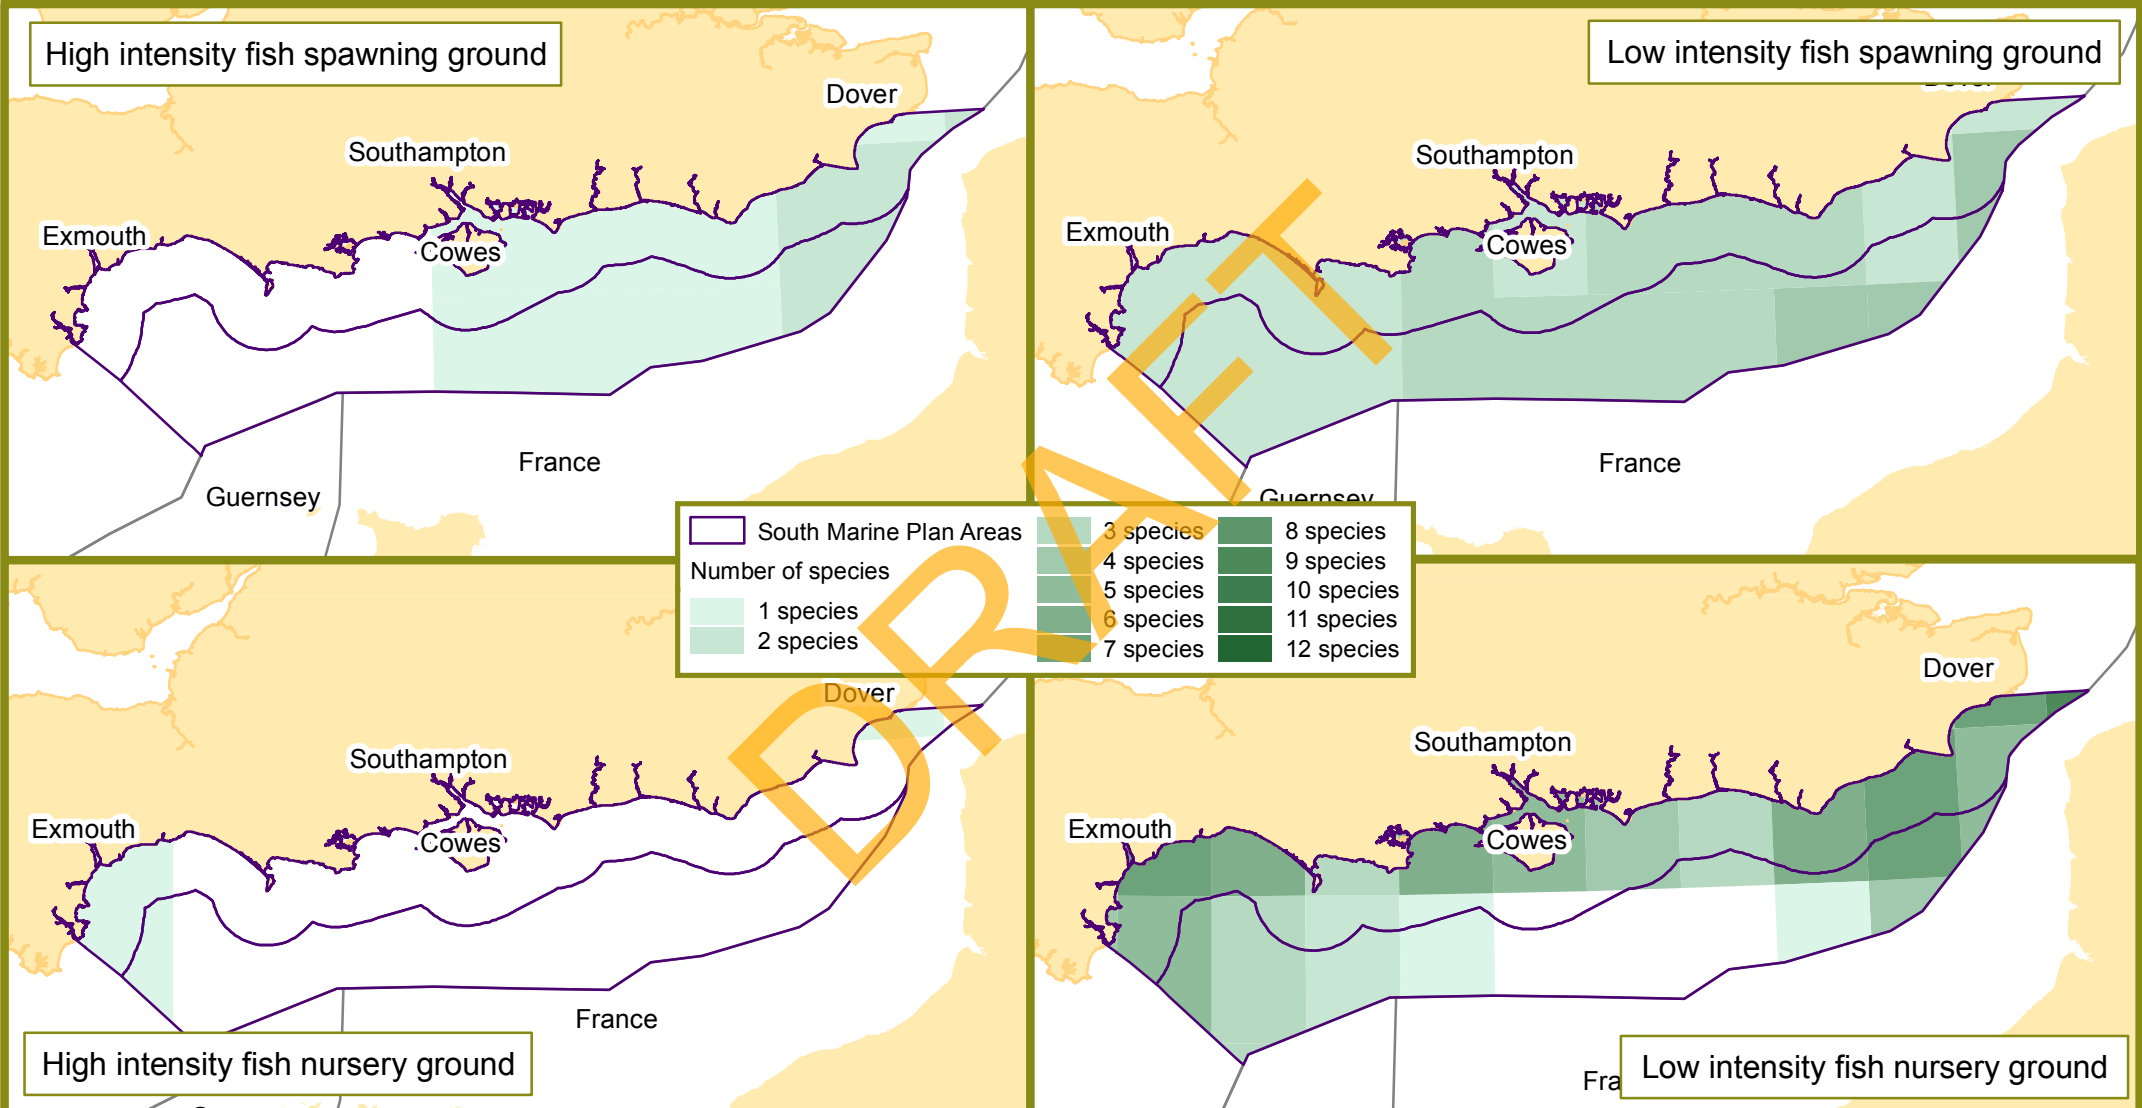 High intensity fish spawning ground
Dover
Southampton
Exmouth
Cowes
France
Guernsey
Low intensity fish spawning ground
Dover
Southampton
Exmouth
Cowes
France
Guernsey
South Marine Plan Areas
Number of species
1 species
2 species
3 species
4 species
5 species
6 species
7 species
8 species
9 species
10 species
11 species
12 species
DRAFT
Dover
Southampton
Exmouth
Cowes
France
High intensity fish nursery ground
Dover
Southampton
Exmouth
Cowes
Fra
Low intensity fish nursery ground